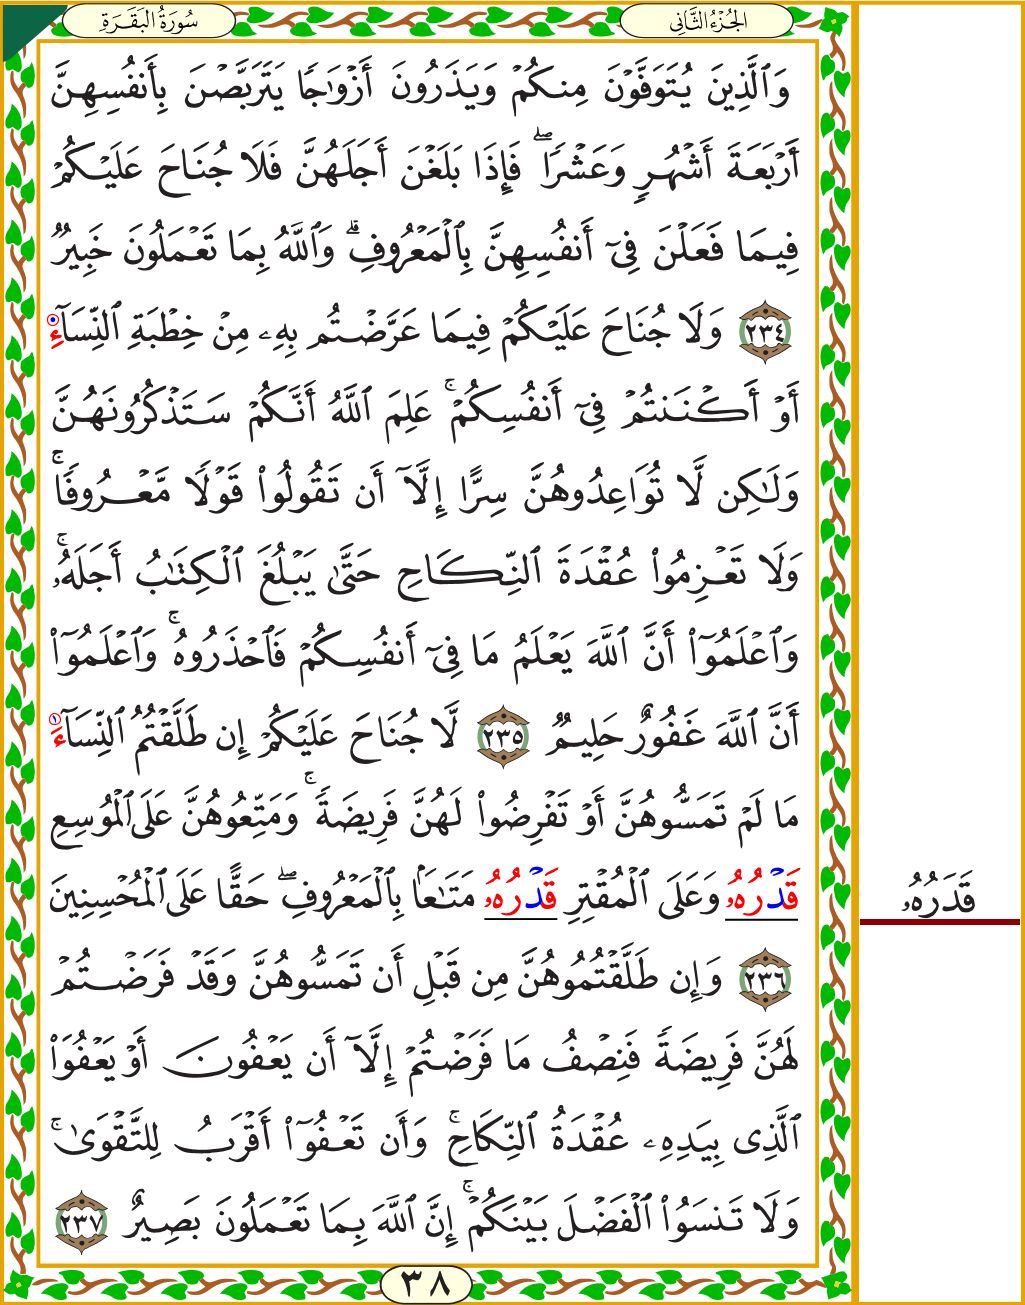 الجُزْءُ الثَّانِى
سُورَةُ البَقَرَةِ
وَٱلَّذِينَ يُتَوَفَّوْنَ مِنكُمْ وَيَذَرُونَ أَزْوَٰجًا يَتَرَبَّصْنَ بِأَنفُسِهِنَّ
أَرْبَعَةَ أَشْهُرٍ وَعَشْرًا ۖ فَإِذَا بَلَغْنَ أَجَلَهُنَّ فَلَا جُنَاحَ عَلَيْكُمْ
فِيمَا فَعَلْنَ فِىٓ أَنفُسِهِنَّ بِٱلْمَعْرُوفِ ۗ وَٱللَّهُ بِمَا تَعْمَلُونَ خَبِيرٌ
٢٣٤ وَلَا جُنَاحَ عَلَيْكُمْ فِيمَا عَرَّضْتُم بِهِۦ مِنْ خِطْبَةِ ٱلنِّسَآءِ
أَوْ أَكْنَنتُمْ فِىٓ أَنفُسِكُمْ ۚ عَلِمَ ٱللَّهُ أَنَّكُمْ سَتَذْكُرُونَهُنَّ
وَلَٰكِن لَّا تُوَاعِدُوهُنَّ سِرًّا إِلَّآ أَن تَقُولُوا۟ قَوْلًا مَّعْرُوفًا ۚ
وَلَا تَعْزِمُوا۟ عُقْدَةَ ٱلنِّكَاحِ حَتَّىٰ يَبْلُغَ ٱلْكِتَٰبُ أَجَلَهُۥ ۚ
وَٱعْلَمُوٓا۟ أَنَّ ٱللَّهَ يَعْلَمُ مَا فِىٓ أَنفُسِكُمْ فَٱحْذَرُوهُ ۚ وَٱعْلَمُوٓا۟
أَنَّ ٱللَّهَ غَفُورٌ حَلِيمٌ ٢٣٥ لَّا جُنَاحَ عَلَيْكُمْ إِن طَلَّقْتُمُ ٱلنِّسَآءَ
مَا لَمْ تَمَسُّوهُنَّ أَوْ تَفْرِضُوا۟ لَهُنَّ فَرِيضَةً ۚ وَمَتِّعُوهُنَّ عَلَى ٱلْمُوسِعِ
قَدْرُهُۥ وَعَلَى ٱلْمُقْتِرِ قَدْرُهُۥ مَتَٰعًۢا بِٱلْمَعْرُوفِ ۖ حَقًّا عَلَى ٱلْمُحْسِنِينَ
قَدَرُهُۥ
٢٣٦ وَإِن طَلَّقْتُمُوهُنَّ مِن قَبْلِ أَن تَمَسُّوهُنَّ وَقَدْ فَرَضْتُمْ
لَهُنَّ فَرِيضَةً فَنِصْفُ مَا فَرَضْتُمْ إِلَّآ أَن يَعْفُونَ أَوْ يَعْفُوَا۟
ٱلَّذِى بِيَدِهِۦ عُقْدَةُ ٱلنِّكَاحِ ۚ وَأَن تَعْفُوٓا۟ أَقْرَبُ لِلتَّقْوَىٰ ۚ
وَلَا تَنسَوُا۟ ٱلْفَضْلَ بَيْنَكُمْ ۚ إِنَّ ٱللَّهَ بِمَا تَعْمَلُونَ بَصِيرٌ ٢٣٧
٣٨